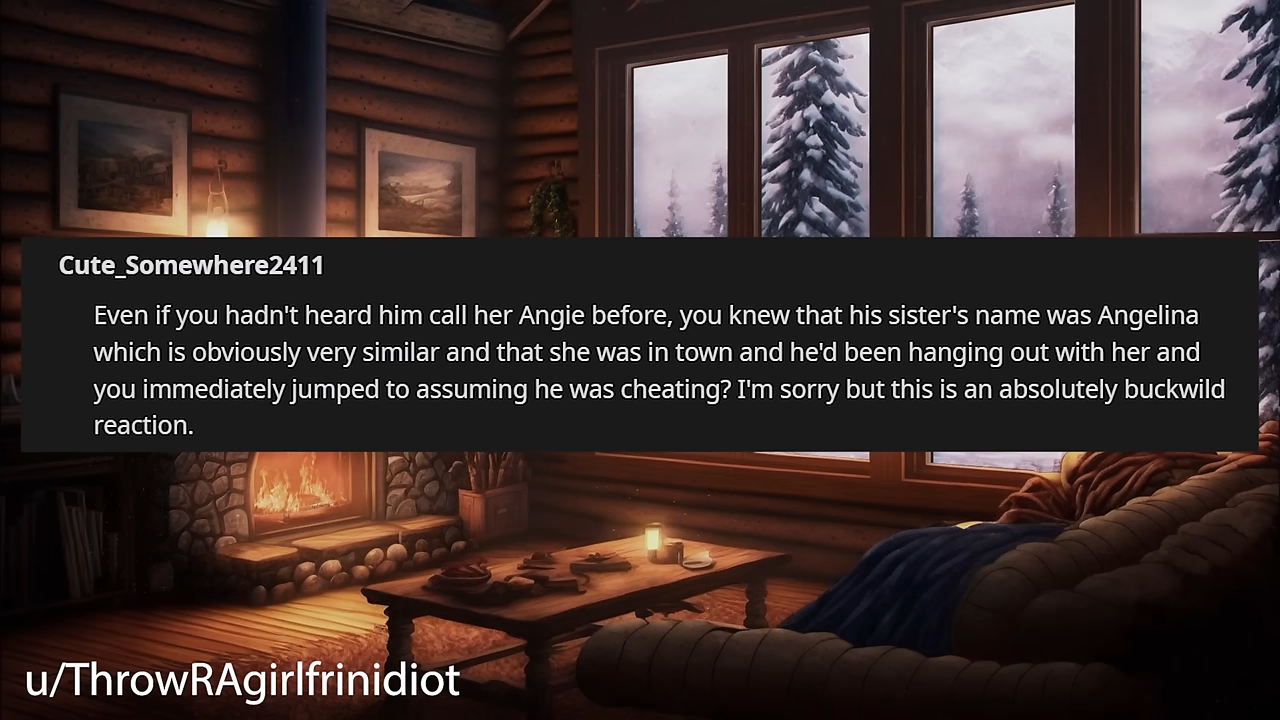 Cute_Somewhere2411
Even if you hadn't heard him call her Angie before, you knew that his sister's name was Angelina
which is obviously very similar and that she was in town and he'd been hanging out with her and
you immediately jumped to assuming he was cheating? I'm sorry but this is an absolutely buckwild
reaction.
u/ThrowRAgirlfrinidiot